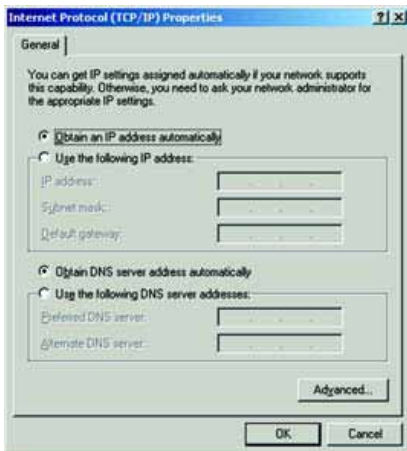 Internet Protocol (TCP/IP) Properties
General
You can get IP settings assigned automatically if your network supports
this capability. Otherwise, you need to ask your network administrator for
the appropriate IP settings.
Obtain an IP address automatically
Use the following IP address:
IP address:
Subnet mask:
Default gateway:
Obtain DNS server address automatically
Use the following DNS server addresses:
Preferred DNS server:
Alternate DNS server:
Advanced...
OK Cancel